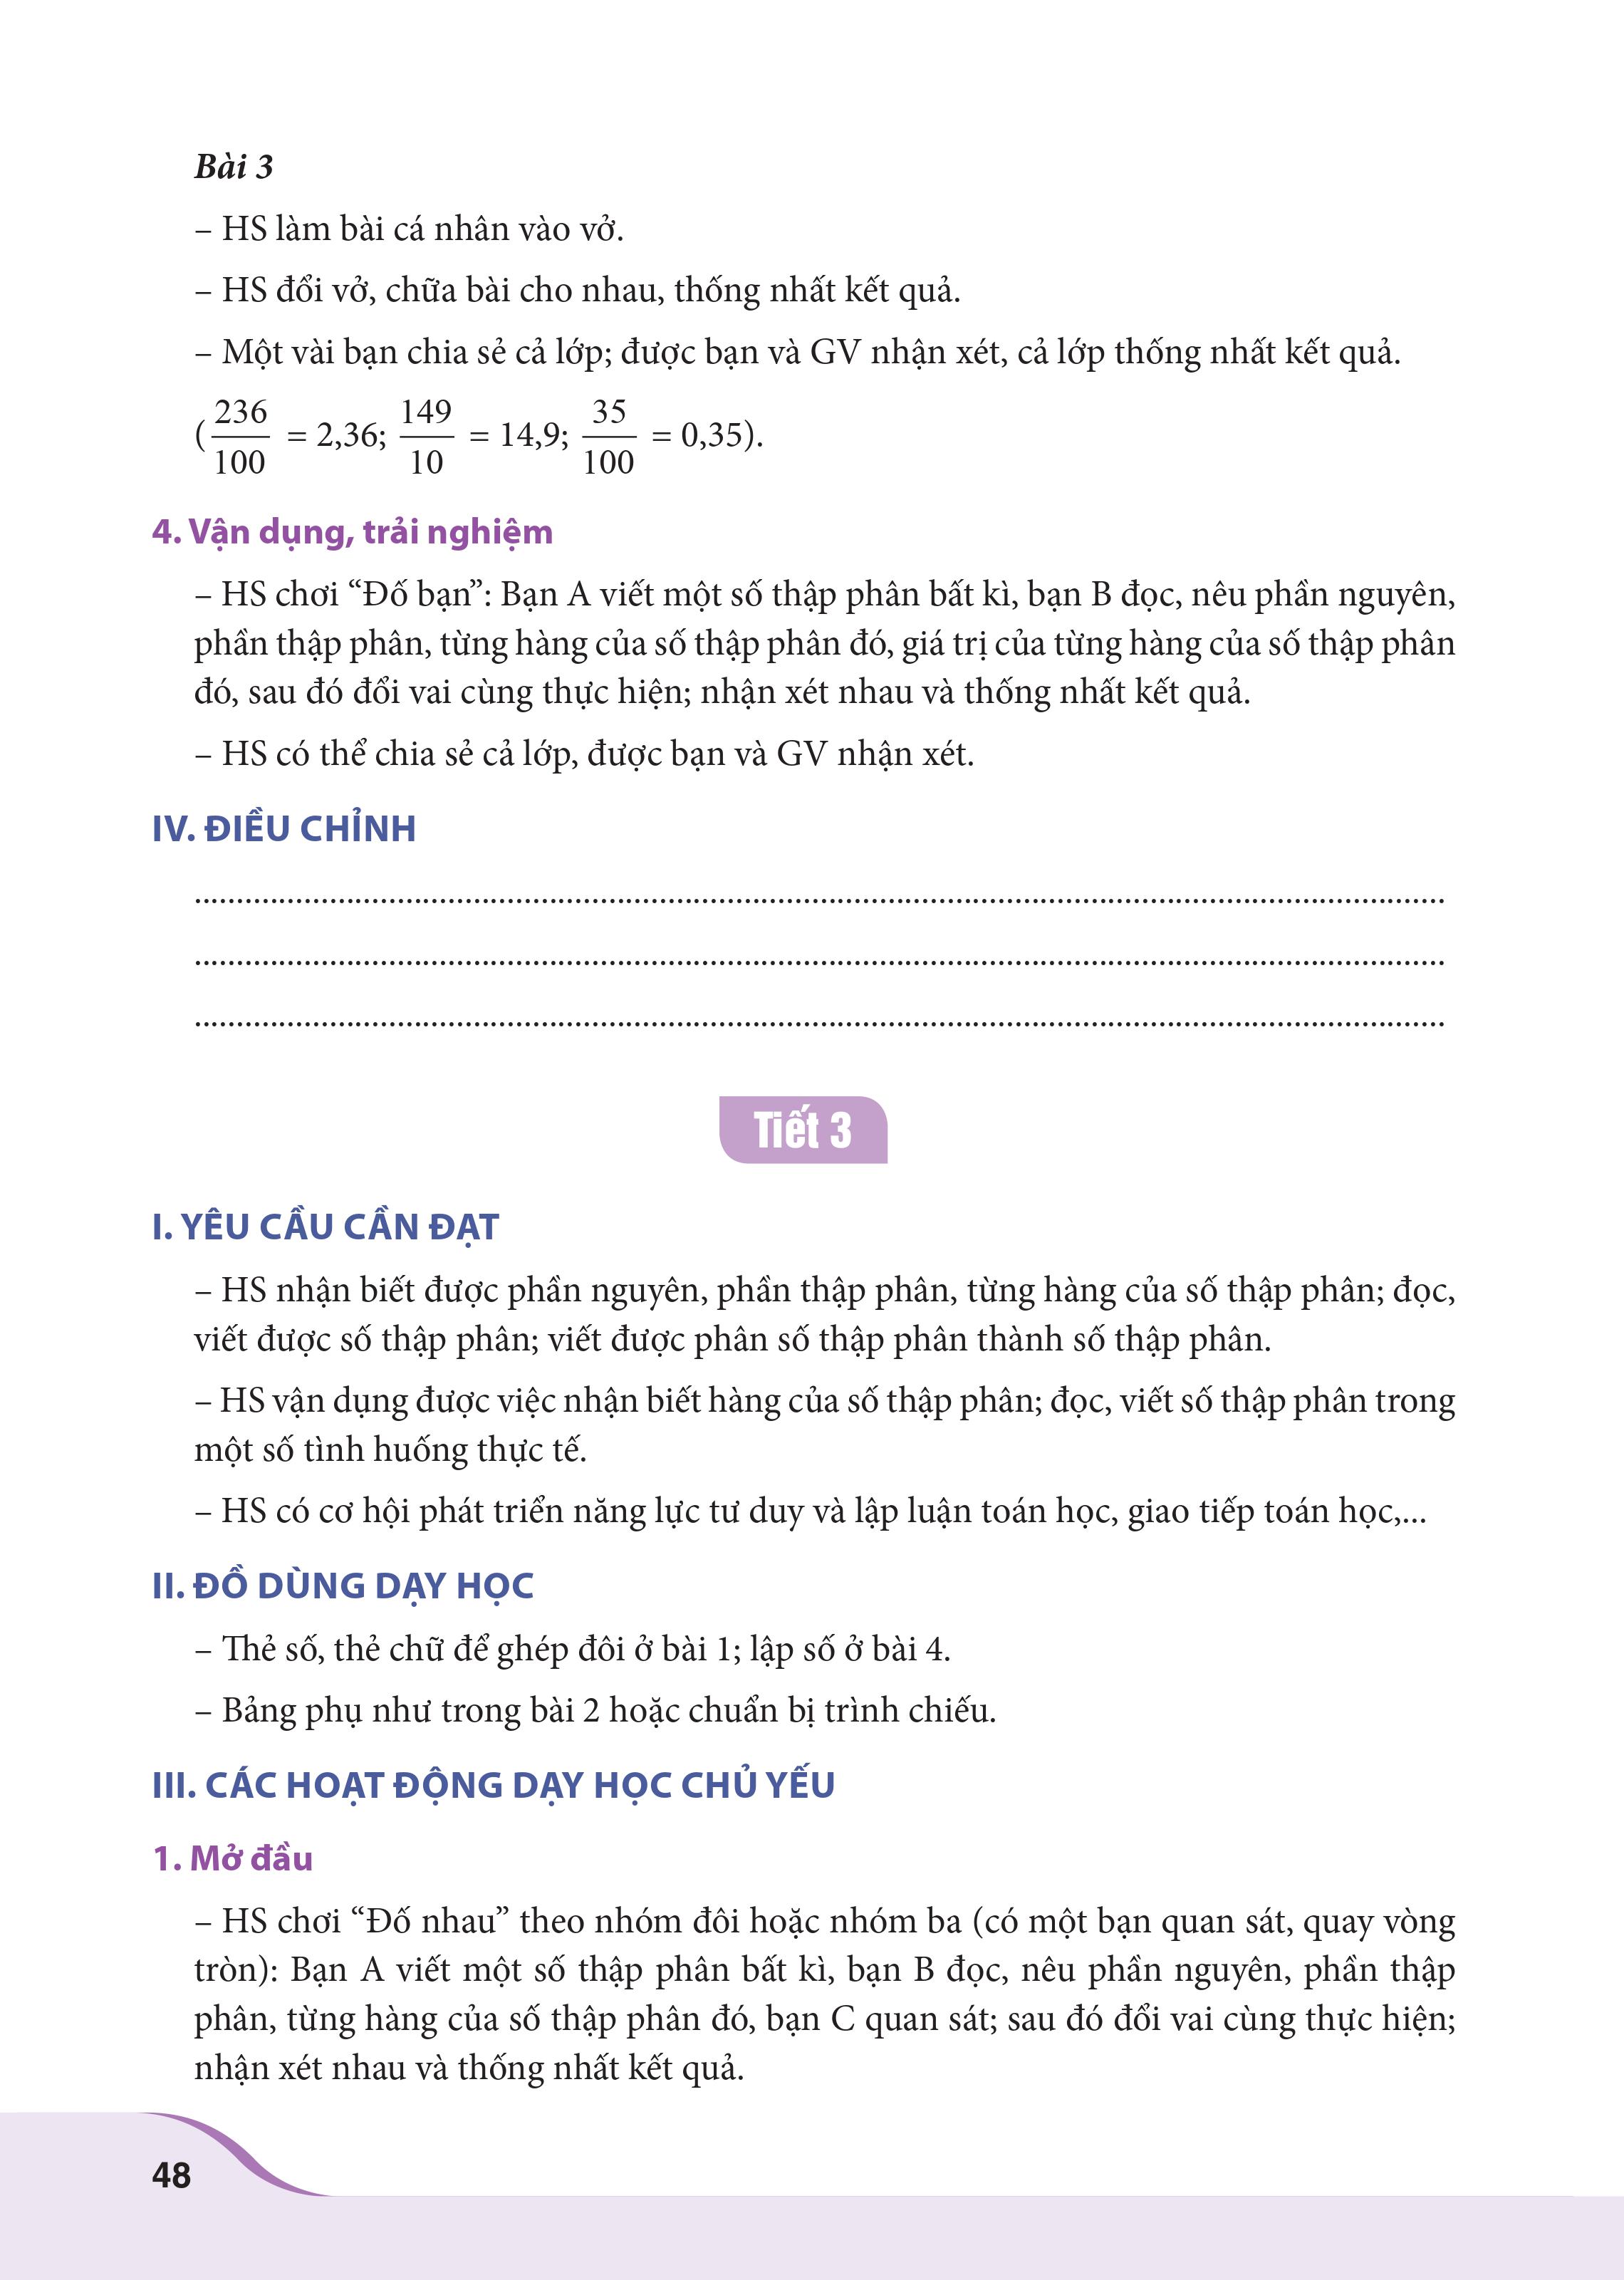 Bài 3
– HS làm bài cá nhân vào vở.
– HS đổi vở, chữa bài cho nhau, thống nhất kết quả.
– Một vài bạn chia sẻ cả lớp; được bạn và GV nhận xét, cả lớp thống nhất kết quả.
(236/100 = 2,36; 149/10 = 14,9; 35/100 = 0,35).
4. Vận dụng, trải nghiệm
– HS chơi “Đố bạn”: Bạn A viết một số thập phân bất kì, bạn B đọc, nêu phần nguyên,
phần thập phân, từng hàng của số thập phân đó, giá trị của từng hàng của số thập phân
đó, sau đó đổi vai cùng thực hiện; nhận xét nhau và thống nhất kết quả.
– HS có thể chia sẻ cả lớp, được bạn và GV nhận xét.
IV. ĐIỀU CHỈNH
Tiết 3
I. YÊU CẦU CẦN ĐẠT
– HS nhận biết được phần nguyên, phần thập phân, từng hàng của số thập phân; đọc,
viết được số thập phân; viết được phân số thập phân thành số thập phân.
– HS vận dụng được việc nhận biết hàng của số thập phân; đọc, viết số thập phân trong
một số tình huống thực tế.
– HS có cơ hội phát triển năng lực tư duy và lập luận toán học, giao tiếp toán học,...
II. ĐỒ DÙNG DẠY HỌC
– Thẻ số, thẻ chữ để ghép đôi ở bài 1; lập số ở bài 4.
– Bảng phụ như trong bài 2 hoặc chuẩn bị trình chiếu.
III. CÁC HOẠT ĐỘNG DẠY HỌC CHỦ YẾU
1. Mở đầu
– HS chơi “Đố nhau” theo nhóm đôi hoặc nhóm ba (có một bạn quan sát, quay vòng
tròn): Bạn A viết một số thập phân bất kì, bạn B đọc, nêu phần nguyên, phần thập
phân, từng hàng của số thập phân đó, bạn C quan sát; sau đó đổi vai cùng thực hiện;
nhận xét nhau và thống nhất kết quả.
48